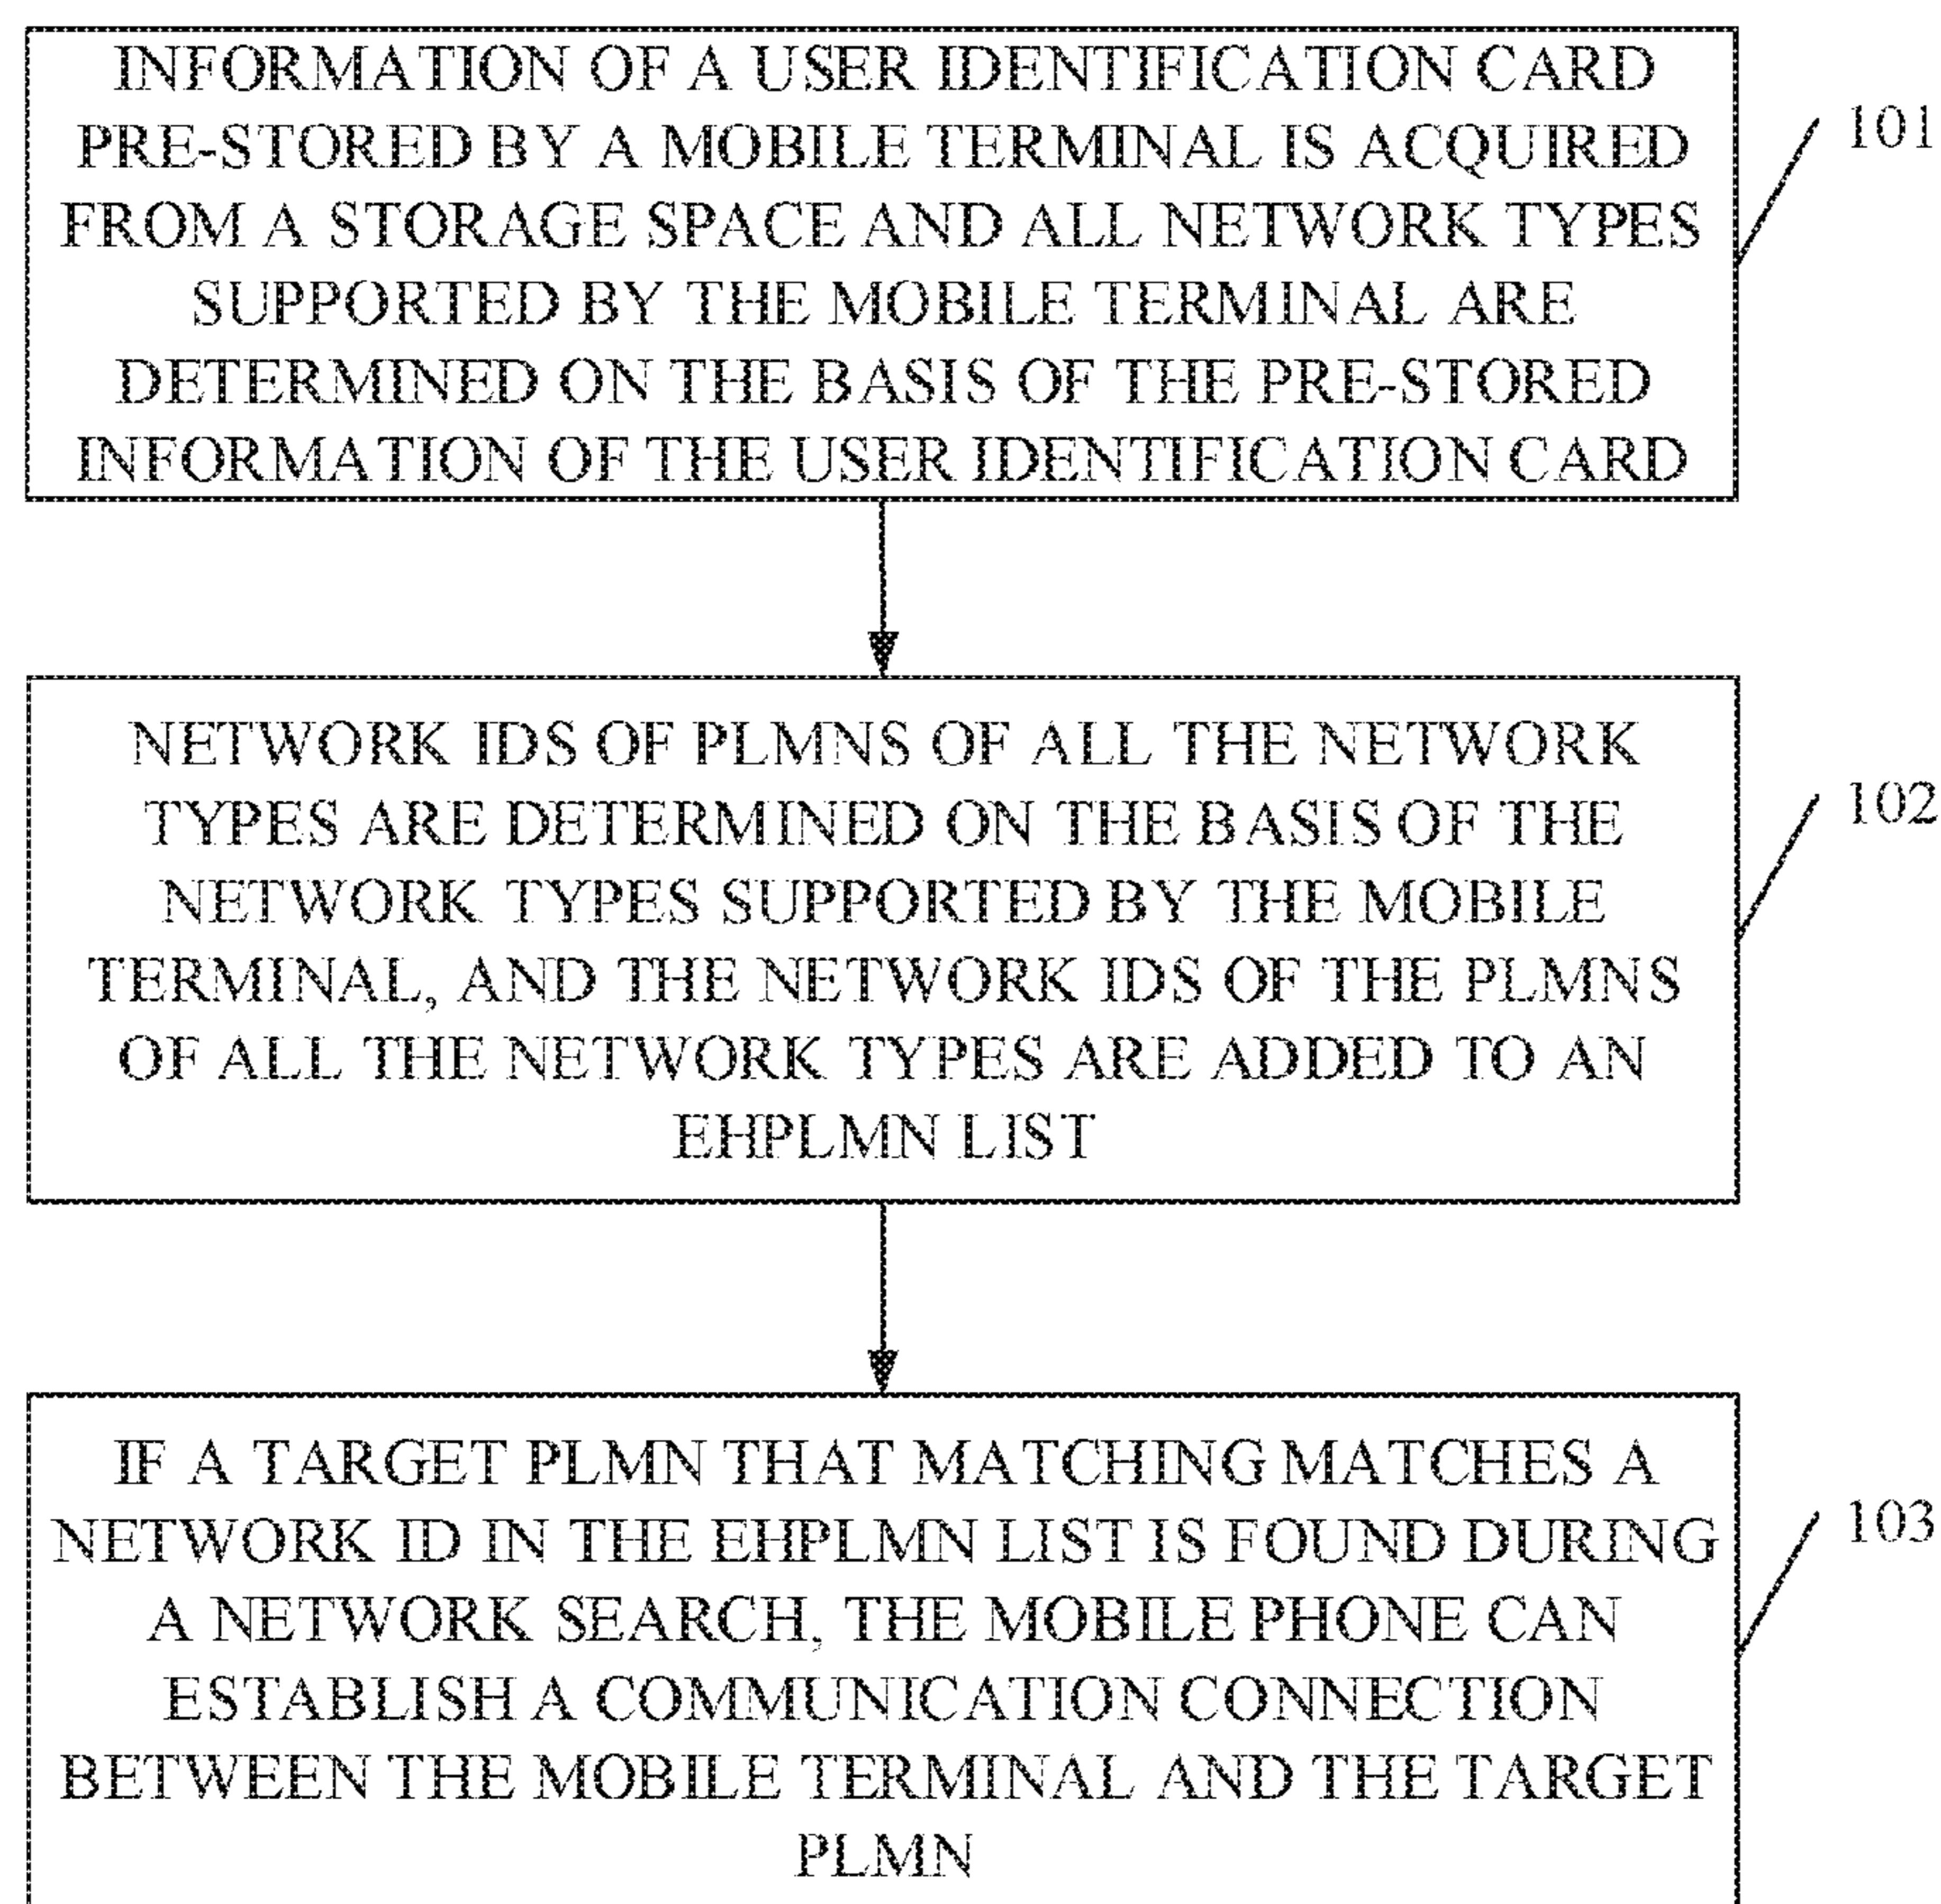 INFORMATION OF A USER IDENTIFICATION CARD
PRE-STORED BY A MOBILE TERMINAL IS ACQUIRED
FROM A STORAGE SPACE AND ALL NETWORK TYPES
SUPPORTED BY THE MOBILE TERMINAL ARE
DETERMINED ON THE BASIS OF THE PRE-STORED
INFORMATION OF THE USER IDENTIFICATION CARD
101
NETWORK IDS OF PLMNS OF ALL THE NETWORK
TYPES ARE DETERMINED ON THE BASIS OF THE
NETWORK TYPES SUPPORTED BY THE MOBILE
TERMINAL, AND THE NETWORK IDS OF THE PLMNS
OF ALL THE NETWORK TYPES ARE ADDED TO AN
EHPLMN LIST
102
IF A TARGET PLMN THAT MATCHING MATCHES A
NETWORK ID IN THE EHPLMN LIST IS FOUND DURING
A NETWORK SEARCH, THE MOBILE PHONE CAN
ESTABLISH A COMMUNICATION CONNECTION
BETWEEN THE MOBILE TERMINAL AND THE TARGET
PLMN
103